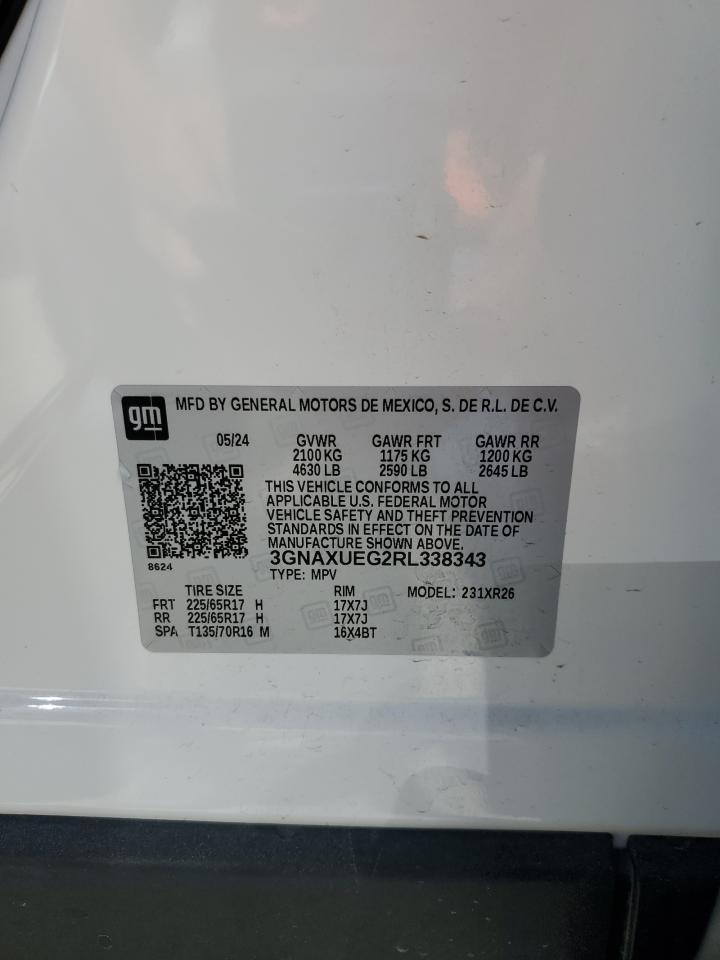 gm
MFD BY GENERAL MOTORS DE MEXICO, S. DE R.L. DE C.V.
05/24 GVWR GAWR FRT GAWR RR
2100 KG 1175 KG 1200 KG
4630 LB 2590 LB 2645 LB
THIS VEHICLE CONFORMS TO ALL
APPLICABLE U.S. FEDERAL MOTOR
VEHICLE SAFETY AND THEFT PREVENTION
STANDARDS IN EFFECT ON THE DATE OF
MANUFACTURE SHOWN ABOVE.
8624
3GNAXUEG2RL338343
TYPE: MPV
TIRE SIZE RIM MODEL: 231XR26
FRT 225/65R17 H 17X7J
RR 225/65R17 H 17X7J
SPA T135/70R16 M 16X4BT